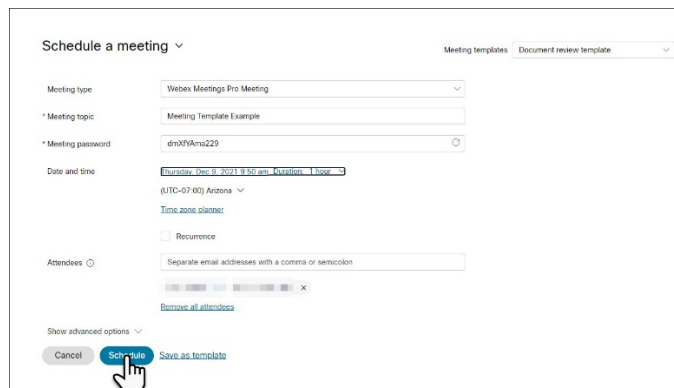 Schedule a meeting
Meeting templates Document review template
Meeting type Webex Meetings Pro Meeting
* Meeting topic Meeting Template Example
* Meeting password dmXfYAma229
Date and time Thursday, Dec 9, 2021 9:50 am Duration: 1 hour
(UTC-07:00) Arizona
Time zone planner
Recurrence
Attendees Separate email addresses with a comma or semicolon
Remove all attendees
Show advanced options
Cancel Schedule Save as template